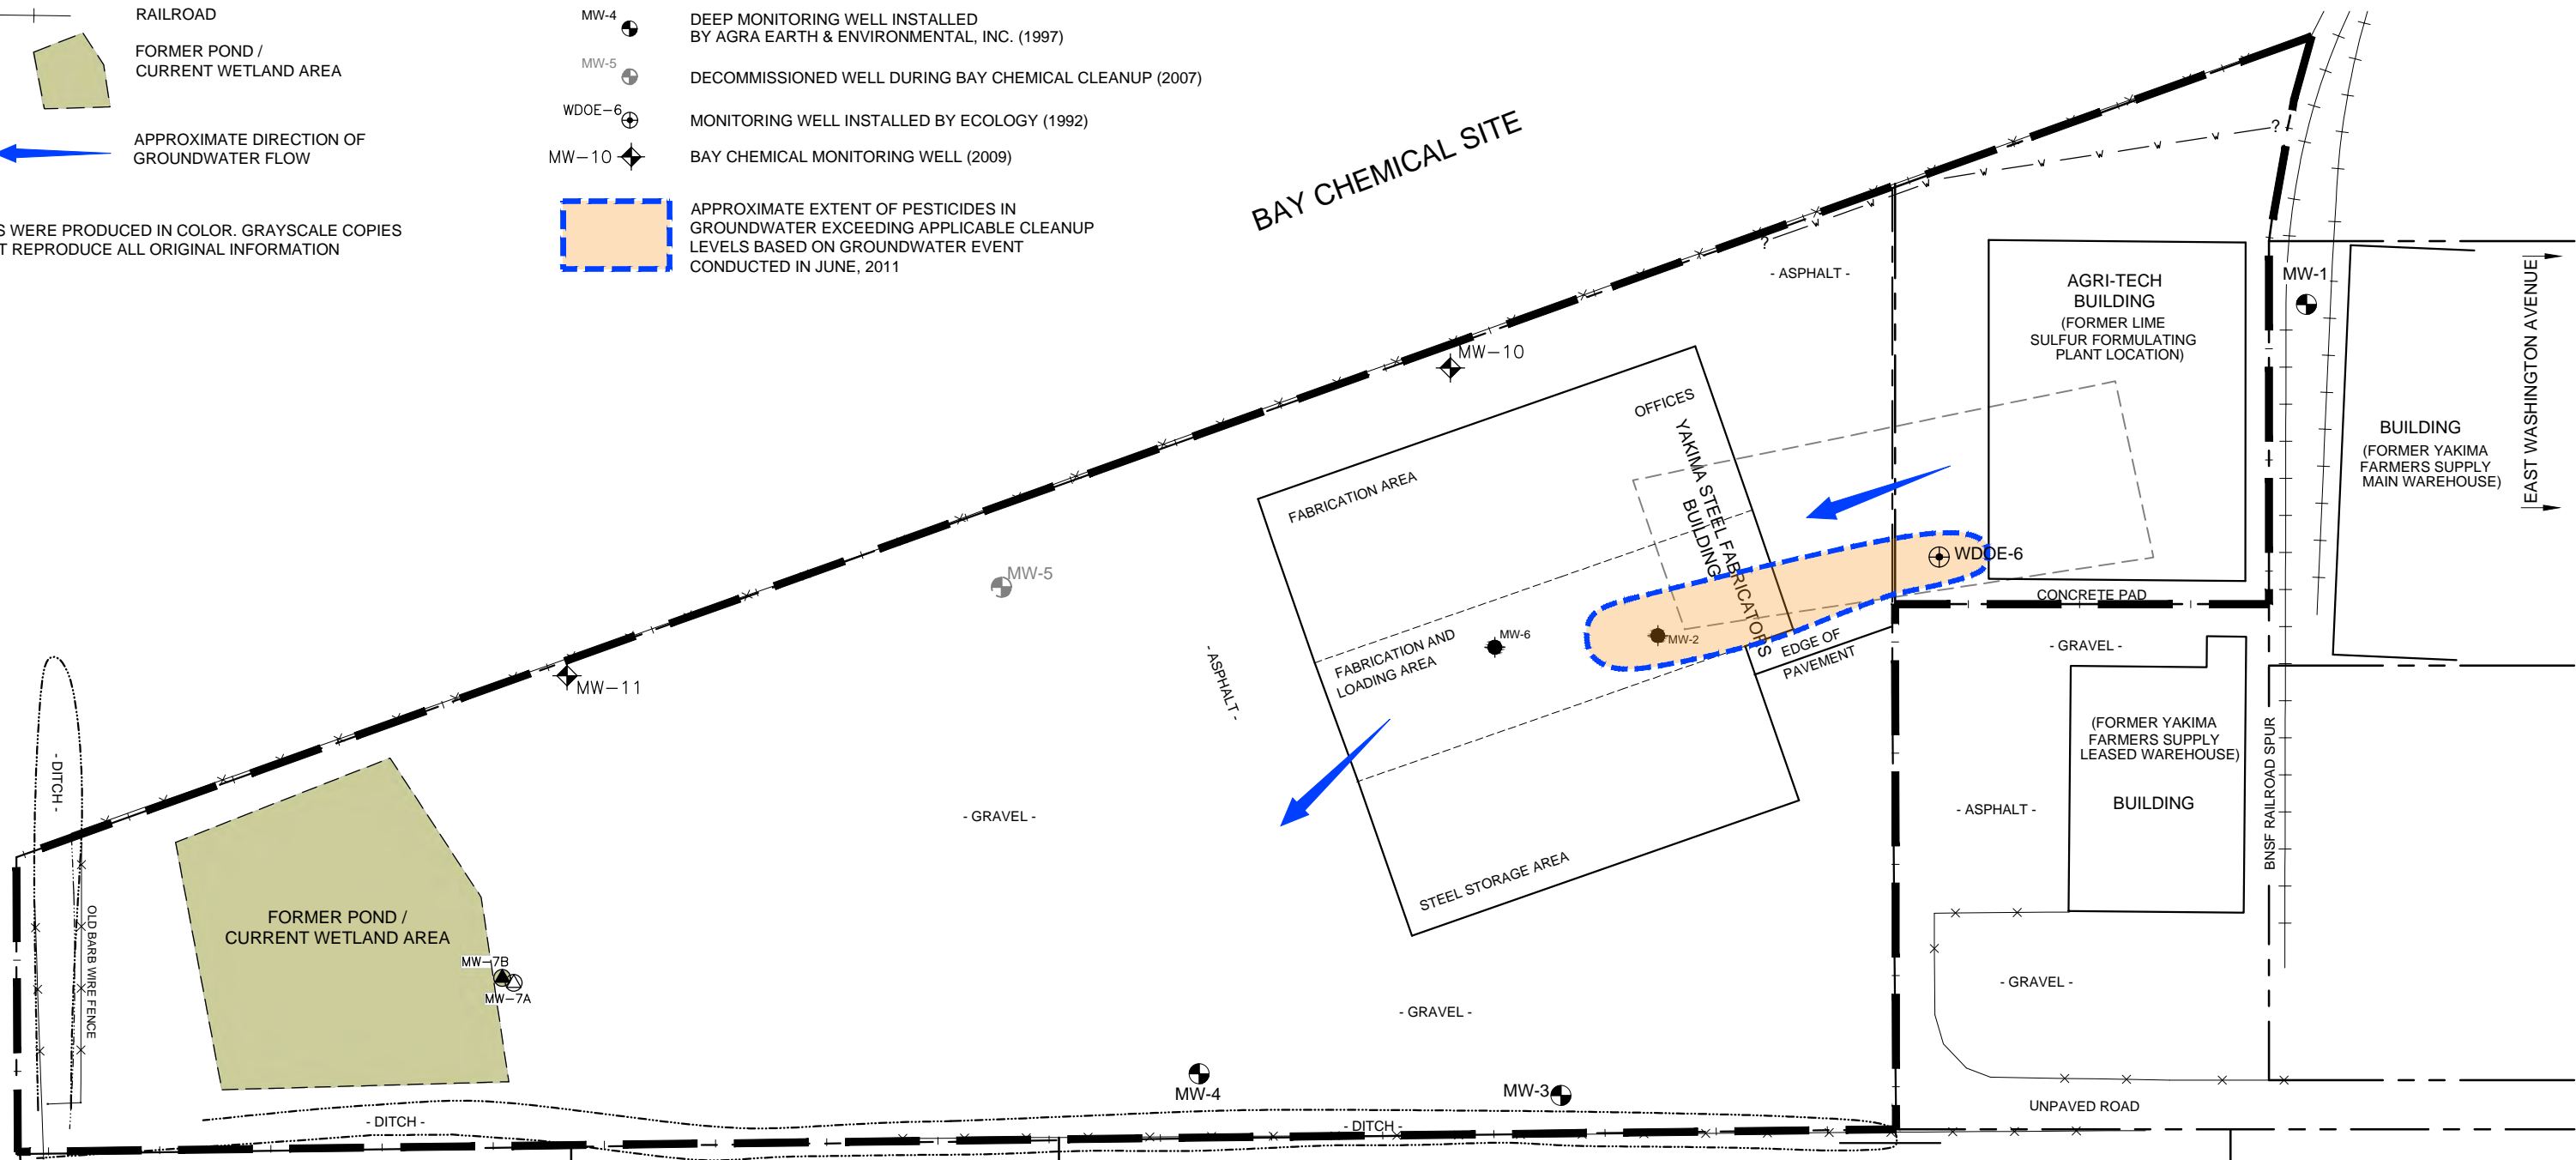 RAILROAD
FORMER POND /
CURRENT WETLAND AREA
APPROXIMATE DIRECTION OF
GROUNDWATER FLOW
S WERE PRODUCED IN COLOR. GRAYSCALE COPIES
T REPRODUCE ALL ORIGINAL INFORMATION
MW-4
DEEP MONITORING WELL INSTALLED
BY AGRA EARTH & ENVIRONMENTAL, INC. (1997)
MW-5
DECOMMISSIONED WELL DURING BAY CHEMICAL CLEANUP (2007)
WDOE-6
MONITORING WELL INSTALLED BY ECOLOGY (1992)
MW-10
BAY CHEMICAL MONITORING WELL (2009)
APPROXIMATE EXTENT OF PESTICIDES IN
GROUNDWATER EXCEEDING APPLICABLE CLEANUP
LEVELS BASED ON GROUNDWATER EVENT
CONDUCTED IN JUNE, 2011
BAY CHEMICAL SITE
?
?
- ASPHALT -
AGRI-TECH
BUILDING
(FORMER LIME
SULFUR FORMULATING
PLANT LOCATION)
MW-1
EAST WASHINGTON AVENUE
BUILDING
(FORMER YAKIMA
FARMERS SUPPLY
MAIN WAREHOUSE)
MW-10
OFFICES
YAKIMA STEEL FABRICATORS
BUILDING
FABRICATION AREA
WDOE-6
MW-5
CONCRETE PAD
MW-6
MW-2
EDGE OF
PAVEMENT
FABRICATION AND
LOADING AREA
- GRAVEL -
- ASPHALT -
MW-11
(FORMER YAKIMA
FARMERS SUPPLY
LEASED WAREHOUSE)
BUILDING
BNSF RAILROAD SPUR
- DITCH -
- GRAVEL -
- ASPHALT -
STEEL STORAGE AREA
OLD BARB WIRE FENCE
FORMER POND /
CURRENT WETLAND AREA
MW-7B
MW-7A
- GRAVEL -
- GRAVEL -
MW-4
MW-3
UNPAVED ROAD
- DITCH -
- DITCH -